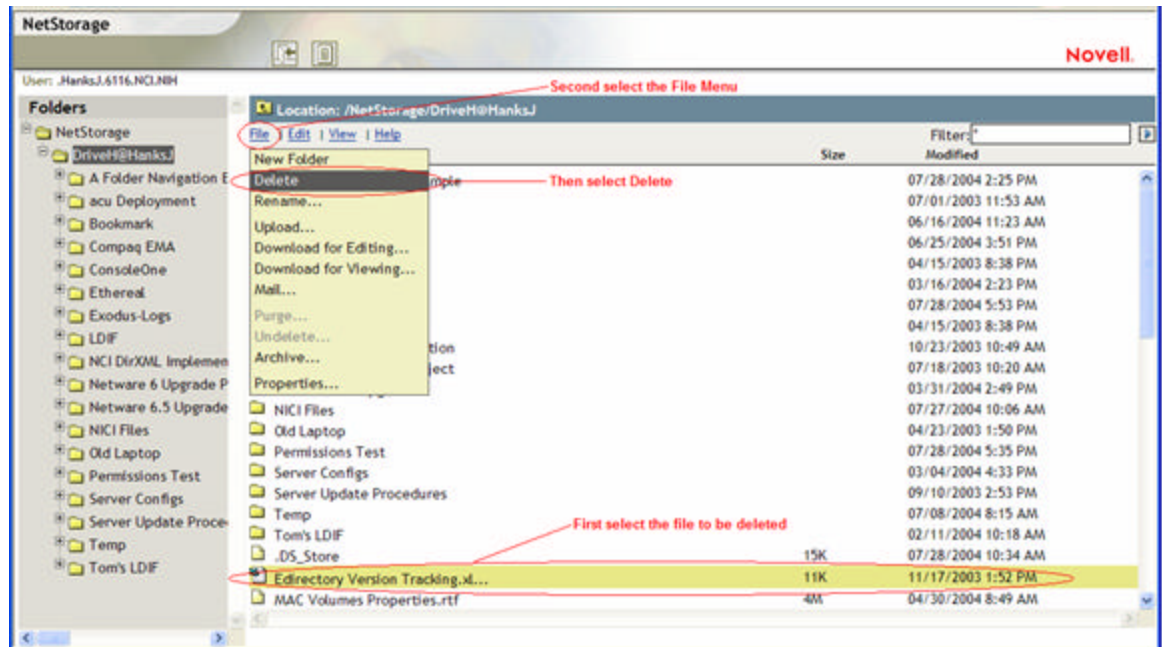 NetStorage
Novell.
User: .HanksJ.6116.NCI.NIH
Second select the File Menu
Folders
Location: /NetStorage/DriveH@HanksJ
NetStorage
File | Edit | View | Help
Filter:*
DriveH@HanksJ
Size
Modified
New Folder
A Folder Navigation E
Delete
mple
Then select Delete
07/28/2004 2:25 PM
acu Deployment
Rename...
07/01/2003 11:53 AM
Bookmark
Upload...
06/16/2004 11:23 AM
Compaq EMA
Download for Editing...
06/25/2004 3:51 PM
ConsoleOne
Download for Viewing...
04/15/2003 8:38 PM
Ethereal
Mail...
03/16/2004 2:23 PM
Exodus-Logs
Purge...
07/28/2004 5:53 PM
LDIF
Undelete...
04/15/2003 8:38 PM
tion
10/23/2003 10:49 AM
NCI DirXML Implemen
Archive...
ject
07/18/2003 10:20 AM
Netware 6 Upgrade P
Properties...
03/31/2004 2:49 PM
Netware 6.5 Upgrade
NICI Files
07/27/2004 10:06 AM
NICI Files
Old Laptop
04/23/2003 1:50 PM
Old Laptop
Permissions Test
07/28/2004 5:35 PM
Permissions Test
Server Configs
03/04/2004 4:33 PM
Server Configs
Server Update Procedures
09/10/2003 2:53 PM
Server Update Proce
Temp
07/08/2004 8:15 AM
First select the file to be deleted
Temp
Tom's LDIF
02/11/2004 10:18 AM
Tom's LDIF
.DS_Store
15K
07/28/2004 10:34 AM
Edirectory Version Tracking.xl...
11K
11/17/2003 1:52 PM
MAC Volumes Properties.rtf
4M
04/30/2004 8:49 AM